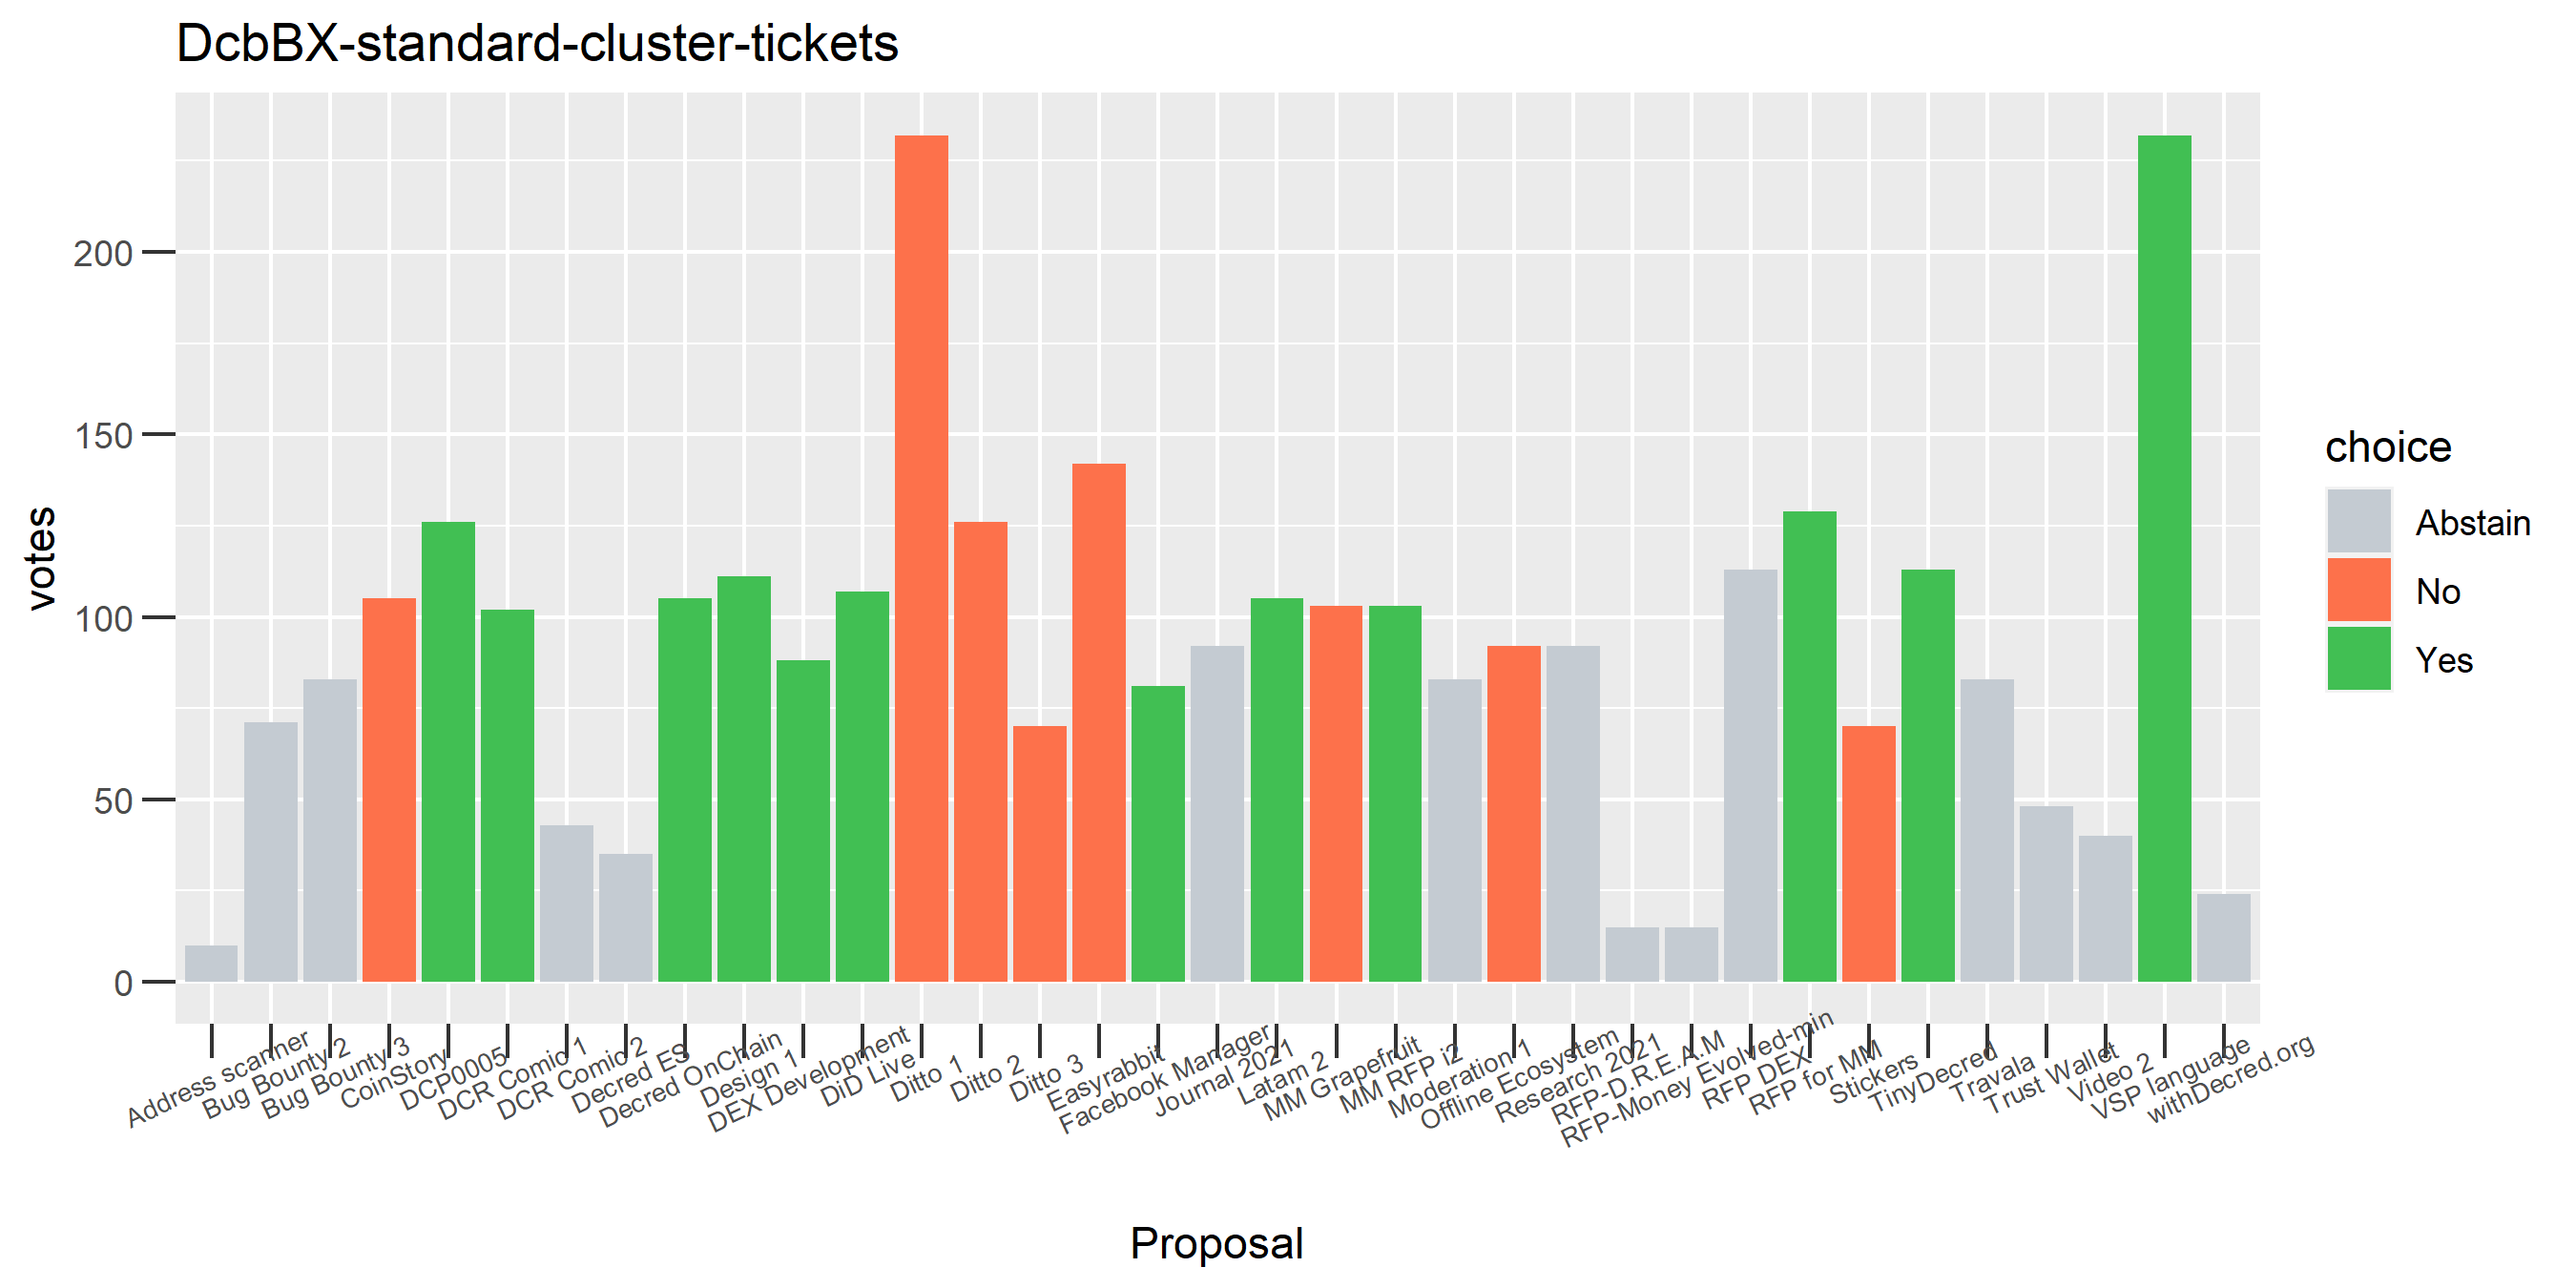 DcbBX-standard-cluster-tickets
votes
200
150
100
50
0
Address scanner
Bug Bounty 2
Bug Bounty 3
CoinStory
DCP0005
DCR Comic 1
DCR Comic 2
Decred ES
Decred OnChain
Design 1
DEX Development
DiD Live
Ditto 1
Ditto 2
Ditto 3
Easyrabbit
Facebook Manager
Journal 2021
Latam 2
MM Grapefruit
MM RFP i2
Moderation 1
Offline Ecosystem
Research 2021
RFP-D.R.E.A.M
RFP-Money Evolved-min
RFP DEX
RFP for MM
Stickers
TinyDecred
Travala
Trust Wallet
Video 2
VSP language
withDecred.org
Proposal
choice
Abstain
No
Yes